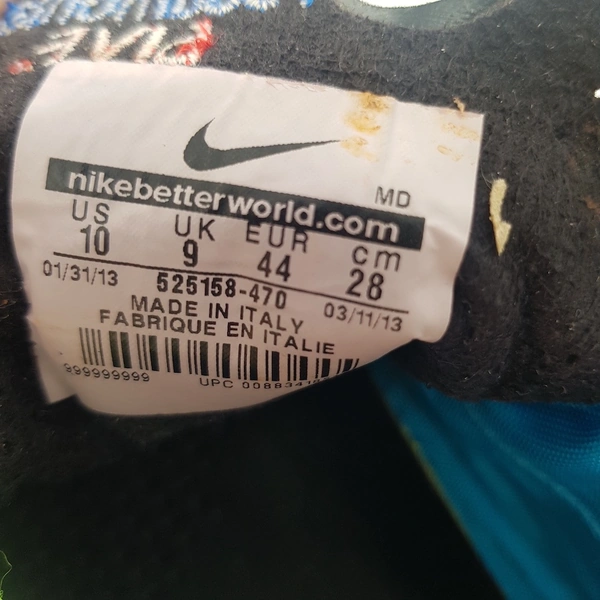 MD
nikebetterworld.com
US UK EUR cm
10 9 44 28
01/31/13 525158-470 03/11/13
MADE IN ITALY
FABRIQUE EN ITALIE
999999999 UPC 00883419